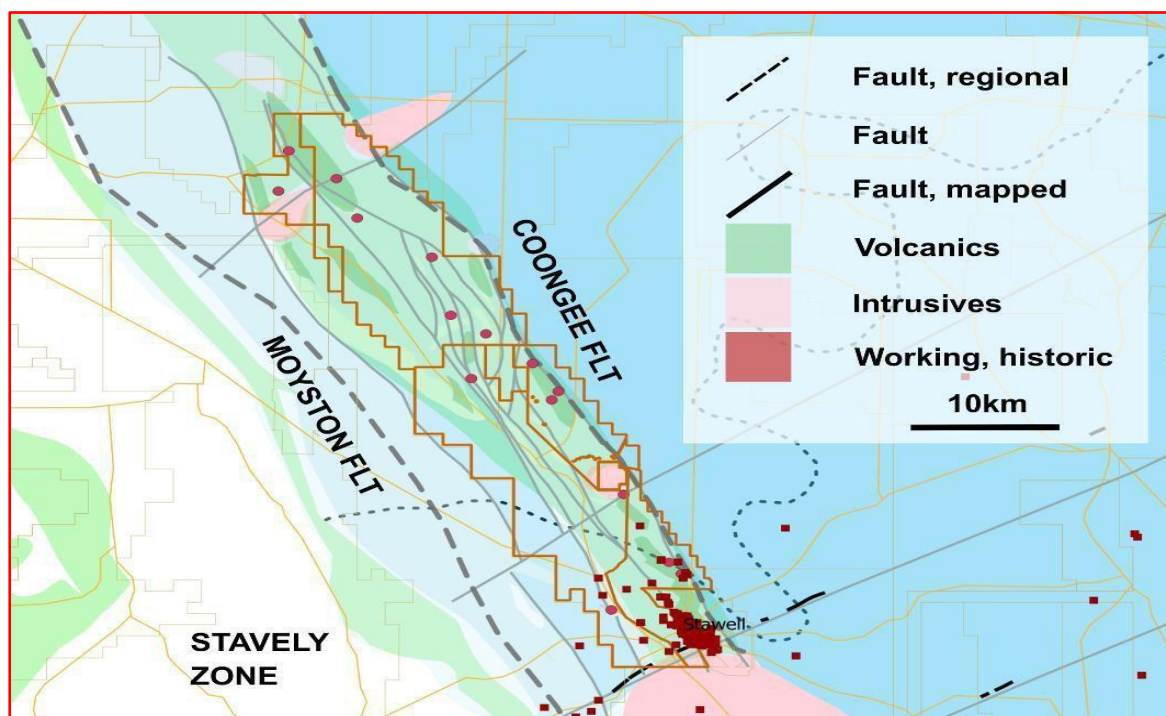 Fault, regional
Fault
Fault, mapped
Volcanics
Intrusives
Working, historic
10km
COONGEE FLT
MOYSTON FLT
Stawell
STAVELY
ZONE